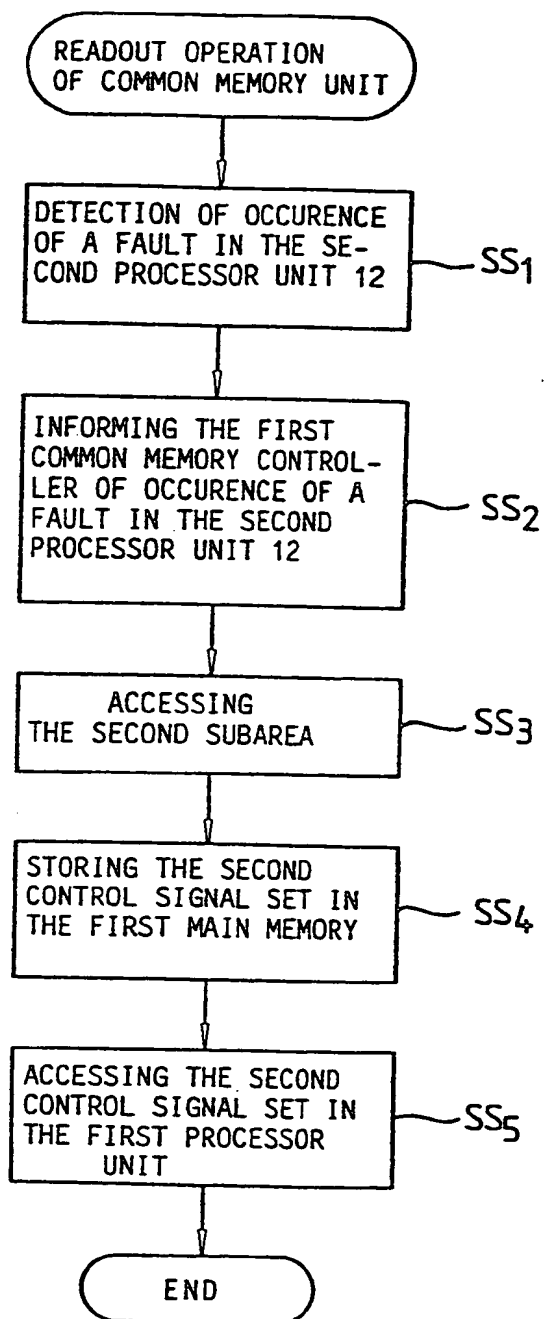 READOUT OPERATION
OF COMMON MEMORY UNIT
DETECTION OF OCCURENCE
OF A FAULT IN THE SE-
COND PROCESSOR UNIT 12
SS1
INFORMING THE FIRST
COMMON MEMORY CONTROL-
LER OF OCCURENCE OF A
FAULT IN THE SECOND
PROCESSOR UNIT 12
SS2
ACCESSING
THE SECOND SUBAREA
SS3
STORING THE SECOND
CONTROL SIGNAL SET IN
THE FIRST MAIN MEMORY
SS4
ACCESSING THE SECOND
CONTROL SIGNAL SET IN
THE FIRST PROCESSOR
UNIT
SS5
END